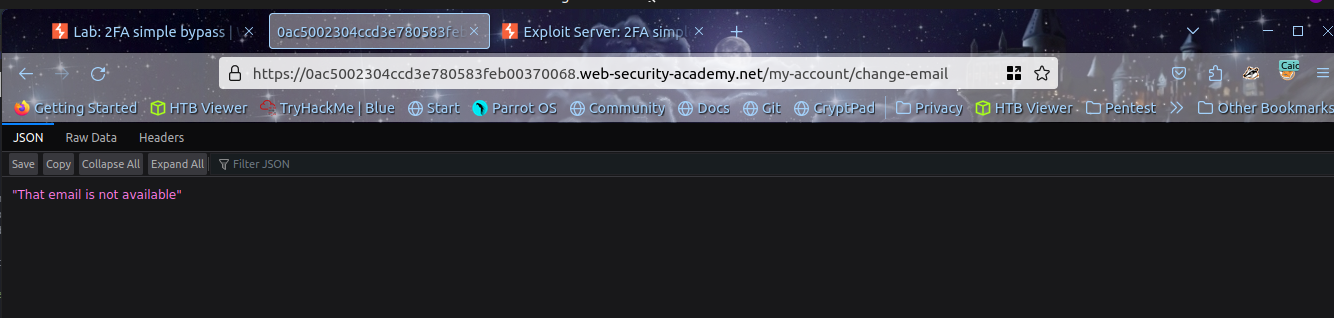 Lab: 2FA simple bypass |
0ac5002304ccd3e780583feb
Exploit Server: 2FA simpl
https://0ac5002304ccd3e780583feb00370068.web-security-academy.net/my-account/change-email
Caic
Getting Started HTB Viewer TryHackMe | Blue Start Parrot OS Community Docs Git CryptPad Privacy HTB Viewer Pentest Other Bookmarks
JSON Raw Data Headers
Save Copy Collapse All Expand All Filter JSON
"That email is not available"